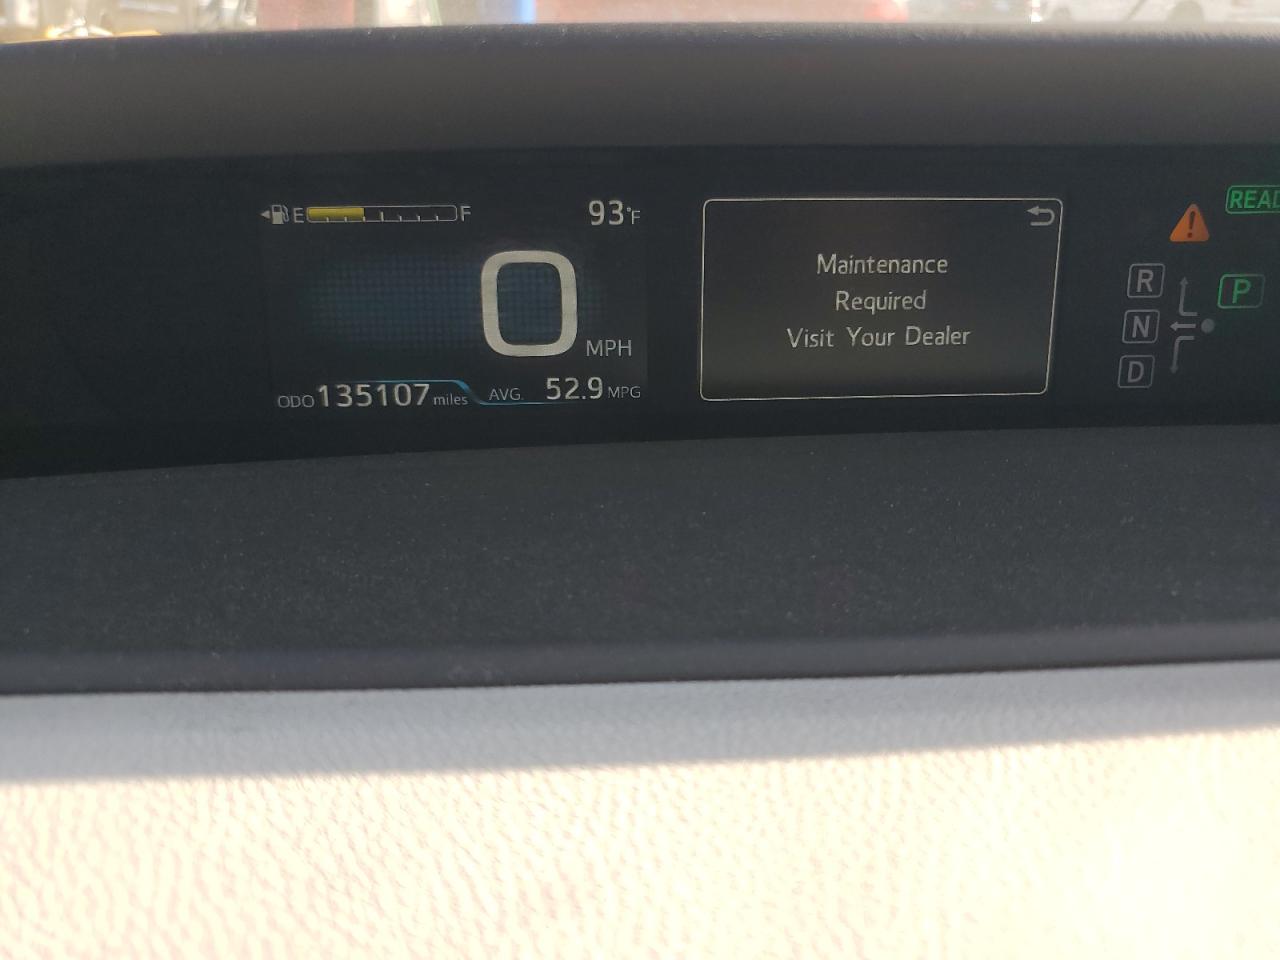 E F 93°F
0 MPH
ODO 135107 miles AVG. 52.9 MPG
Maintenance
Required
Visit Your Dealer
!
READ
R P
N
D